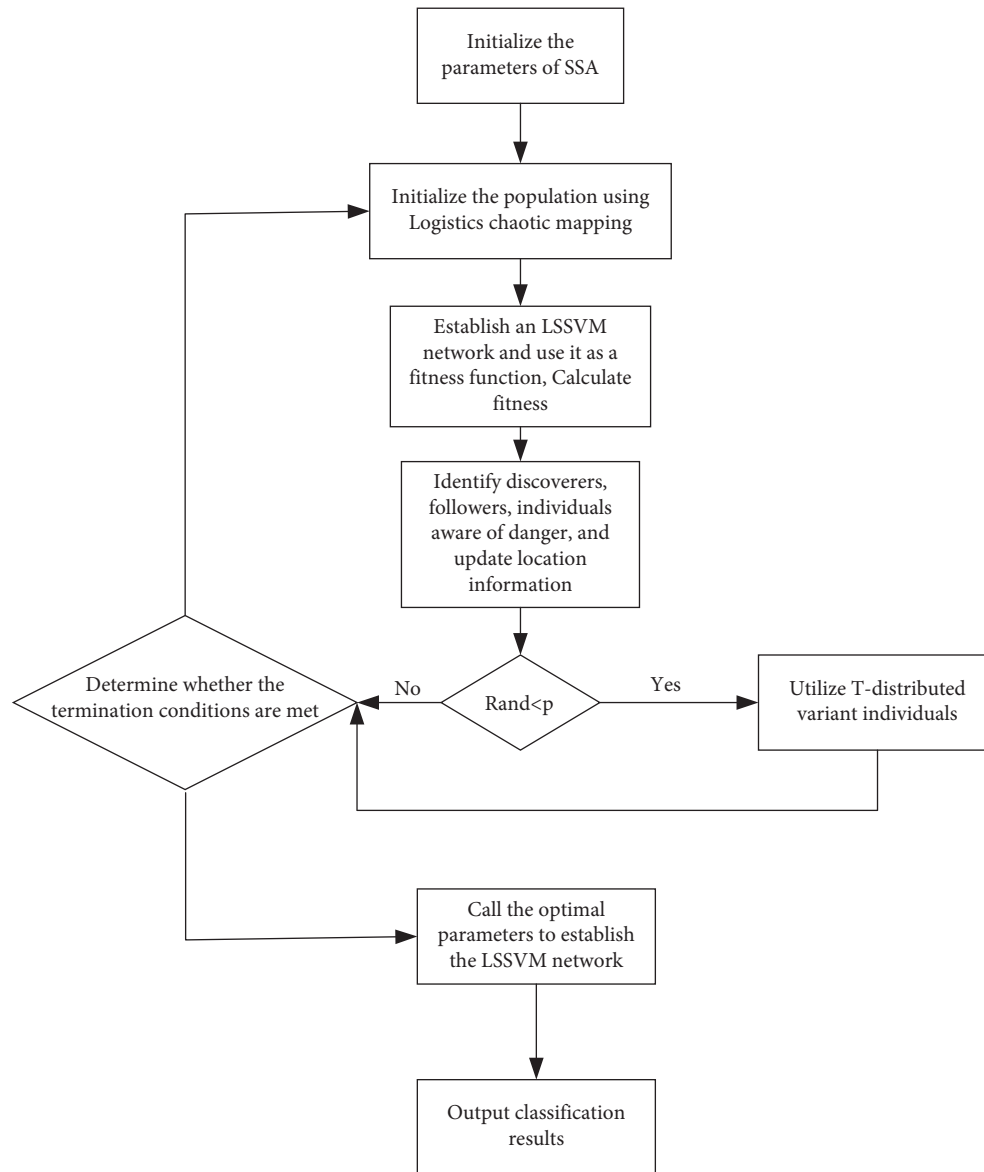 Initialize the
parameters of SSA
Initialize the population using
Logistics chaotic mapping
Establish an LSSVM
network and use it as a
fitness function, Calculate
fitness
Identify discoverers,
followers, individuals
aware of danger, and
update location
information
Determine whether the
termination conditions are met
No
Rand<p
Yes
Utilize T-distributed
variant individuals
Call the optimal
parameters to establish
the LSSVM network
Output classification
results